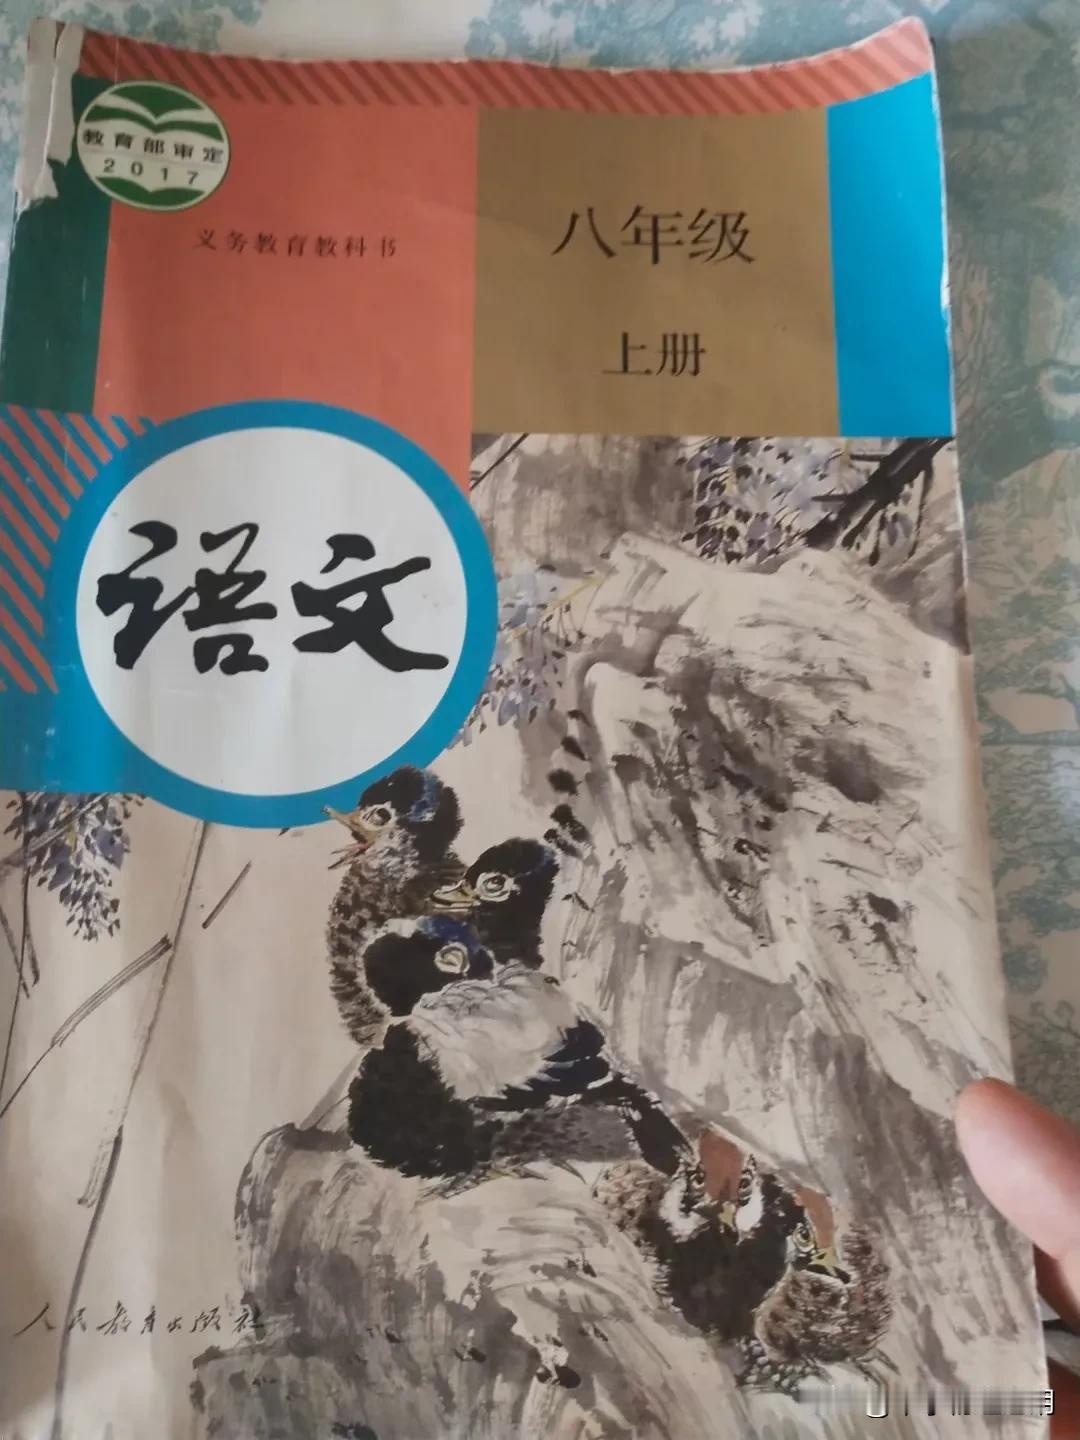 教育部审定
2017
义务教育教科书
八年级
上册
语文
人民教育出版社